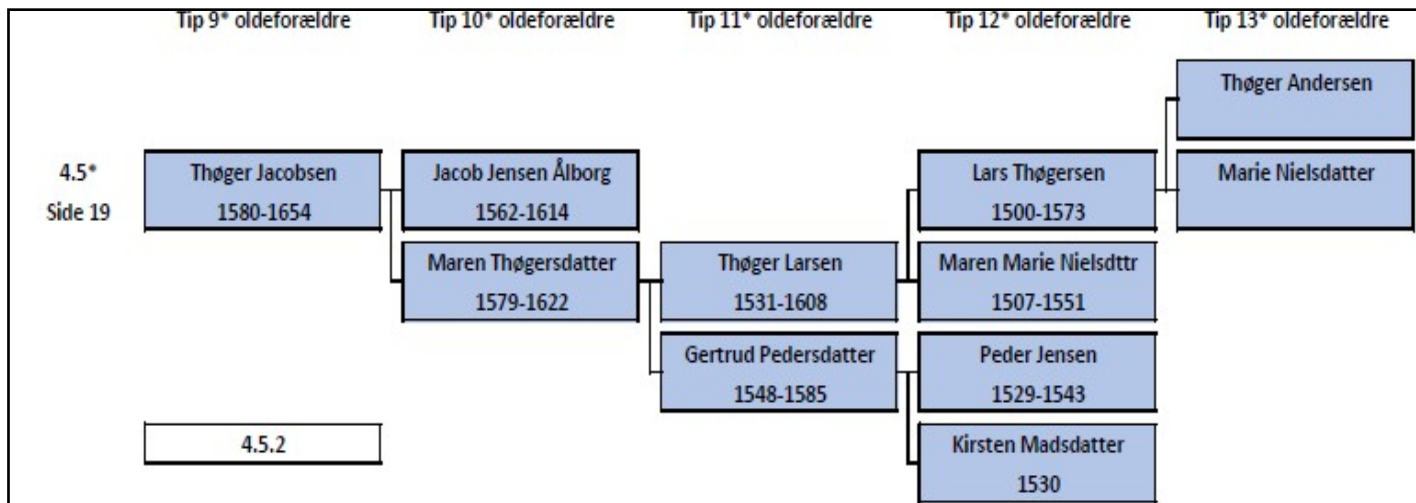 Tip 9* oldeforældre Tip 10* oldeforældre Tip 11* oldeforældre Tip 12* oldeforældre Tip 13* oldeforældre
Thøger Andersen
4.5*
Side 19
Thøger Jacobsen
1580-1654
Jacob Jensen Ålborg
1562-1614
Lars Thøgersen
1500-1573
Marie Nielsdatter
Maren Thøgersdatter
1579-1622
Thøger Larsen
1531-1608
Maren Marie Nielsdttr
1507-1551
Gertrud Pedersdatter
1548-1585
Peder Jensen
1529-1543
4.5.2
Kirsten Madsdatter
1530